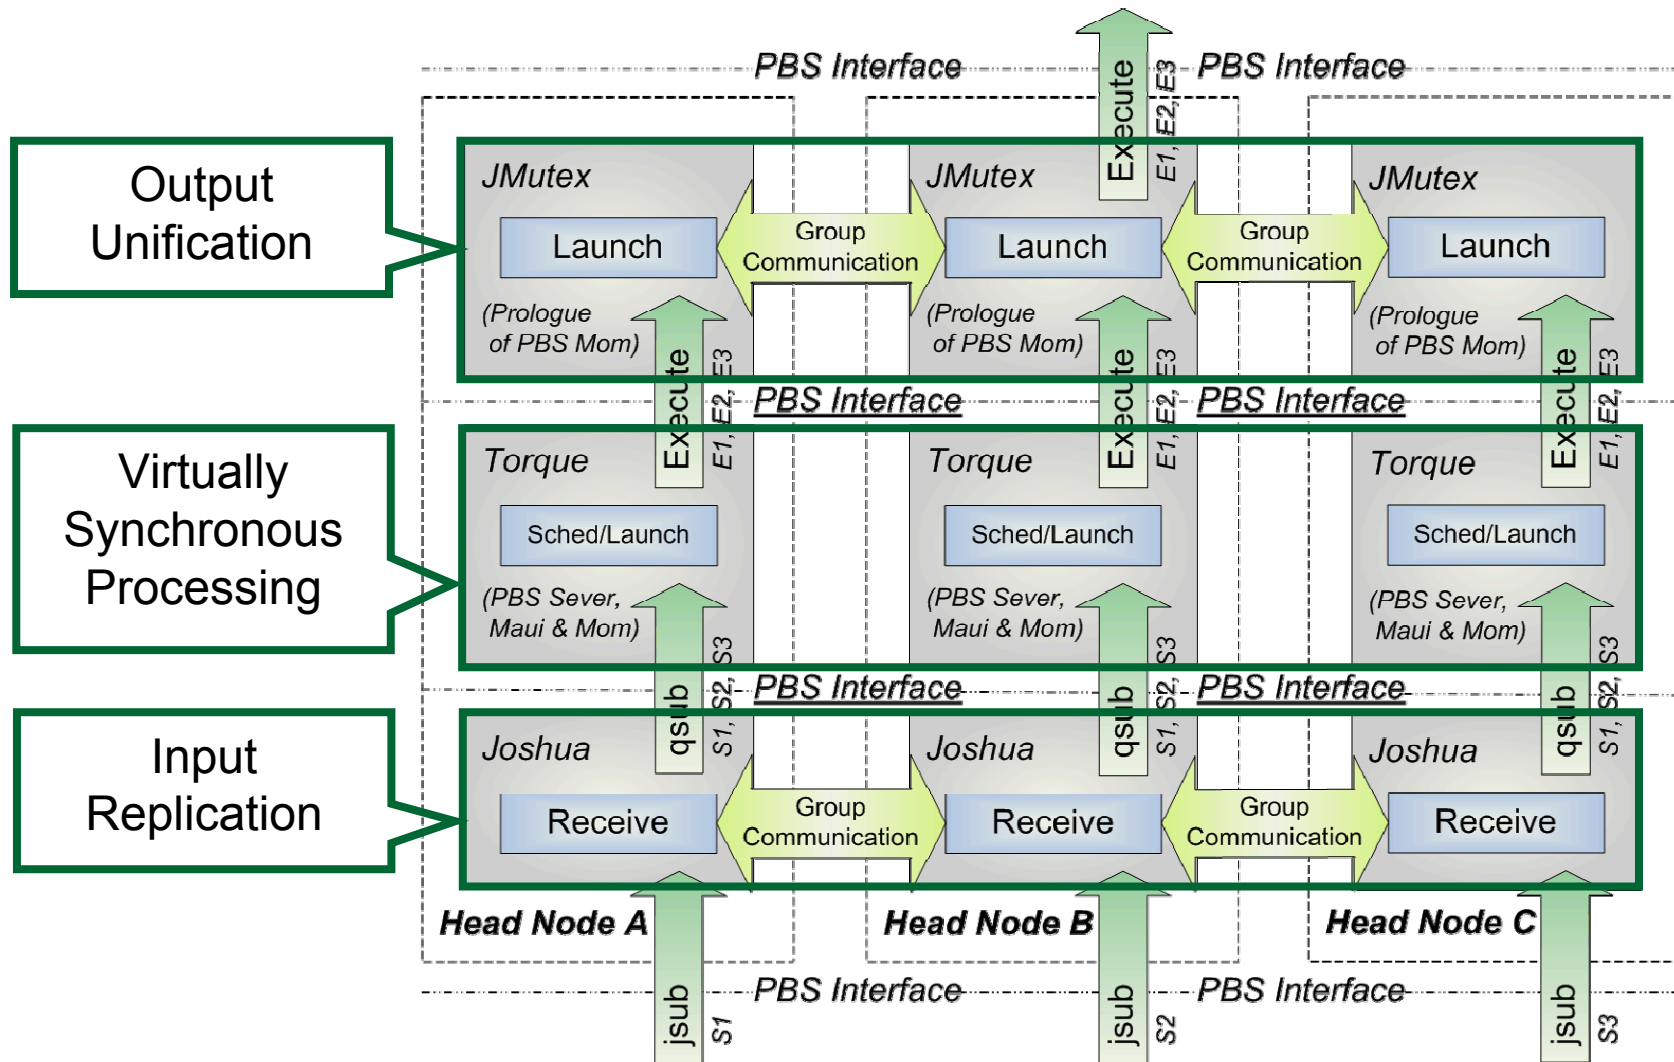 PBS Interface
Execute
E1, E2, E3
PBS Interface
Output
Unification
JMutex
Launch
(Prologue
of PBS Mom)
Group
Communication
JMutex
Launch
(Prologue
of PBS Mom)
Group
Communication
JMutex
Launch
(Prologue
of PBS Mom)
Execute
E1, E2, E3
PBS Interface
Execute
E1, E2, E3
PBS Interface
Execute
E1, E2, E3
Virtually
Synchronous
Processing
Torque
Sched/Launch
(PBS Sever,
Maui & Mom)
Torque
Sched/Launch
(PBS Sever,
Maui & Mom)
Torque
Sched/Launch
(PBS Sever,
Maui & Mom)
qsub
S1, S2, S3
PBS Interface
qsub
S1, S2, S3
PBS Interface
qsub
S1, S2, S3
Input
Replication
Joshua
Receive
Group
Communication
Joshua
Receive
Group
Communication
Joshua
Receive
Head Node A
Head Node B
Head Node C
jsub
S1
PBS Interface
jsub
S2
PBS Interface
jsub
S3